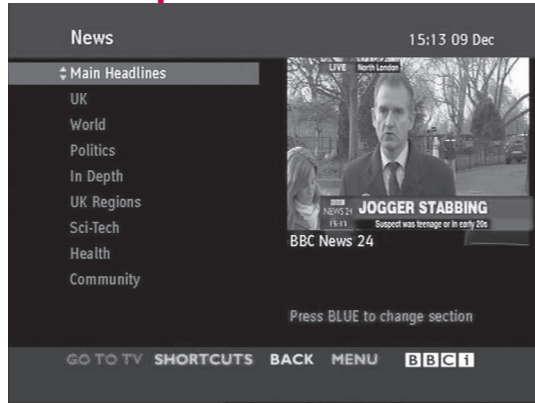 News
15:13 09 Dec
Main Headlines
UK
World
Politics
In Depth
UK Regions
Sci-Tech
Health
Community
LIVE North London
BBC
NEWS 24 JOGGER STABBING
15:13 Suspect was teenage or in early 20s
BBC News 24
Press BLUE to change section
GO TO TV SHORTCUTS BACK MENU BBCi